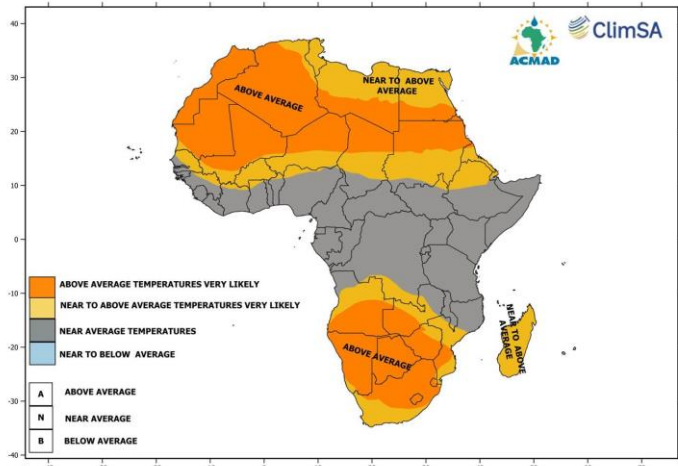 ACMAD
ClimSA
NEAR TO ABOVE
AVERAGE
ABOVE AVERAGE
ABOVE AVERAGE
NEAR TO ABOVE
AVERAGE
ABOVE AVERAGE TEMPERATURES VERY LIKELY
NEAR TO ABOVE AVERAGE TEMPERATURES VERY LIKELY
NEAR AVERAGE TEMPERATURES
NEAR TO BELOW AVERAGE
A ABOVE AVERAGE
N NEAR AVERAGE
B BELOW AVERAGE
40
30
20
10
0
-10
-20
-30
-40